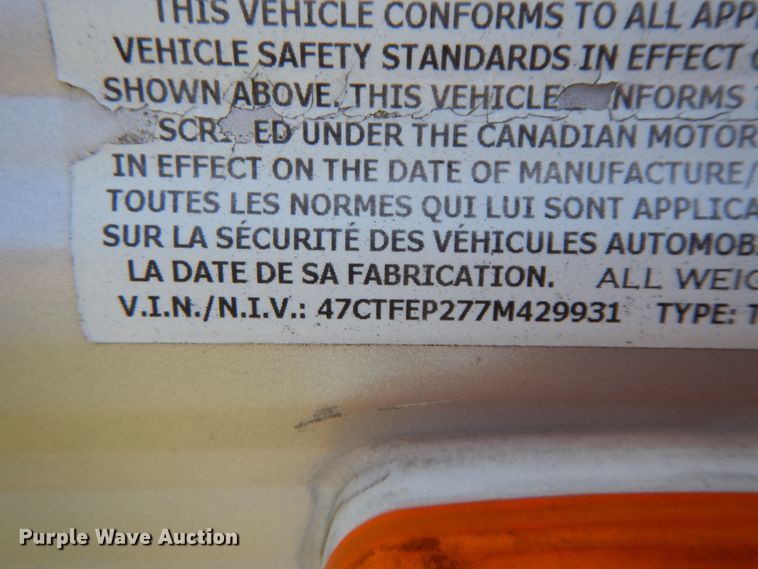 THIS VEHICLE CONFORMS TO ALL APP
VEHICLE SAFETY STANDARDS IN EFFECT
SHOWN ABOVE. THIS VEHICLE NFORMS
SCR ED UNDER THE CANADIAN MOTOR
IN EFFECT ON THE DATE OF MANUFACTURE/
TOUTES LES NORMES QUI LUI SONT APPLICA
SUR LA SÉCURITÉ DES VÉHICULES AUTOMOB
LA DATE DE SA FABRICATION. ALL WEIG
V.I.N./N.I.V.: 47CTFEP277M429931 TYPE: T
Purple Wave Auction